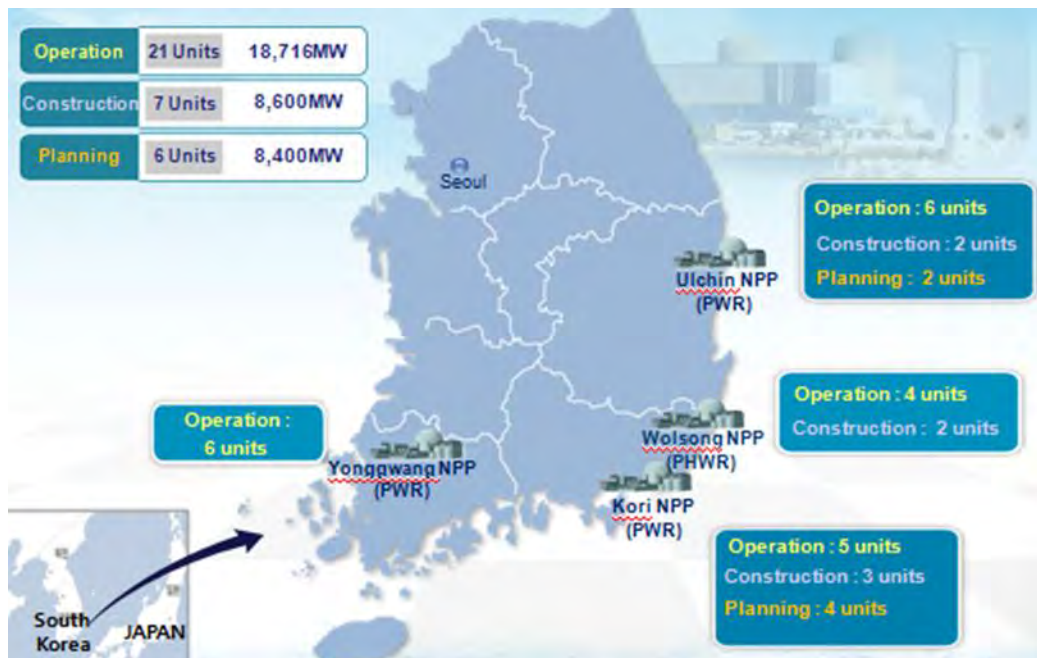 Operation 21 Units 18,716MW
Construction 7 Units 8,600MW
Planning 6 Units 8,400MW
Seoul
Operation : 6 units
Construction : 2 units
Planning : 2 units
Ulchin NPP
(PWR)
Operation : 4 units
Construction : 2 units
Wolsong NPP
(PHWR)
Operation :
6 units
Yonggwang NPP
(PWR)
Kori NPP
(PWR)
Operation : 5 units
Construction : 3 units
Planning : 4 units
South
Korea
JAPAN